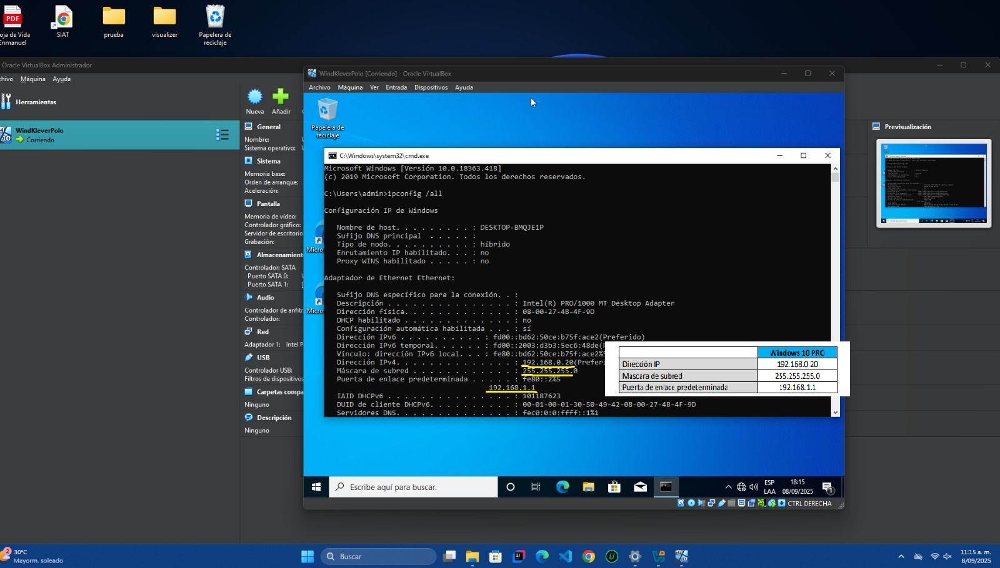 oja de Vida
Enmanuel
SIAT
prueba
visualizer
Papelera de
reciclaje
Oracle VirtualBox Administrador
chivo Máquina Ayuda
Herramientas
WindKleverPolo
Corriendo
Nueva Añadir
General
Nombre:
Sistema operativo:
Sistema
Memoria base:
Orden de arranque:
Aceleración:
Pantalla
Memoria de vídeo:
Controlador gráfico:
Servidor de escritorio
Grabación:
Almacenamient
Controlador: SATA
Puerto SATA 0:
Puerto SATA 1:
Audio
Controlador de anfitr
Controlador:
Red
Adaptador 1: Intel P
USB
Controlador USB:
Filtros de dispositivos
Carpetas compa
Ninguno
Descripción
Ninguno
Previsualización
WindKleverPolo [Corriendo] - Oracle VirtualBox
Archivo Máquina Ver Entrada Dispositivos Ayuda
Papelera de
reciclaje
Micro
Micro
C:\Windows\system32\cmd.exe
Microsoft Windows [Versión 10.0.18363.418]
(c) 2019 Microsoft Corporation. Todos los derechos reservados.
C:\Users\admin>ipconfig /all
Configuración IP de Windows
Nombre de host. . . . . . . . . : DESKTOP-BMQJE1P
Sufijo DNS principal . . . . . :
Tipo de nodo. . . . . . . . . . : híbrido
Enrutamiento IP habilitado. . . : no
Proxy WINS habilitado . . . . . : no
Adaptador de Ethernet Ethernet:
Sufijo DNS específico para la conexión. . :
Descripción . . . . . . . . . . . . . . . : Intel(R) PRO/1000 MT Desktop Adapter
Dirección física. . . . . . . . . . . . . : 08-00-27-4B-4F-9D
DHCP habilitado . . . . . . . . . . . . . : no
Configuración automática habilitada . . . : sí
Dirección IPv6 . . . . . . . . . . : fd00::bd62:50ce:b75f:ace2(Preferido)
Dirección IPv6 temporal. . . . . . : fd00::2003:d3b3:5ec6:48de(P
Vínculo: dirección IPv6 local. . . : fe80::bd62:50ce:b75f:ace2%5
Dirección IPv4. . . . . . . . . . . . . . : 192.168.0.20(Preferi
Máscara de subred . . . . . . . . . . . . : 255.255.255.0
Puerta de enlace predeterminada . . . . . : fe80::2%5
192.168.1.1
IAID DHCPv6 . . . . . . . . . . . . . . . : 101187623
DUID de cliente DHCPv6. . . . . . . . . . : 00-01-00-01-30-50-49-42-08-00-27-4B-4F-9D
Servidores DNS. . . . . . . . . . . . . . : fec0:0:0:ffff::1%1
Windows 10 PRO
Dirección IP 192.168.0.20
Mascara de subred 255.255.255.0
Puerta de enlace predeterminada 192.168.1.1
Escribe aquí para buscar.
ESP
LAA
18:15
08/09/2025
1
CTRL DERECHA
2
30°C
Mayorm. soleado
Buscar
11:15 a. m.
8/09/2025